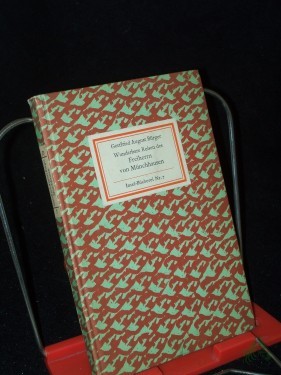 Gottfried August Bürger
Wunderbare Reisen des
Freiherrn
von Münchhausen
Insel-Bücherei Nr. 7